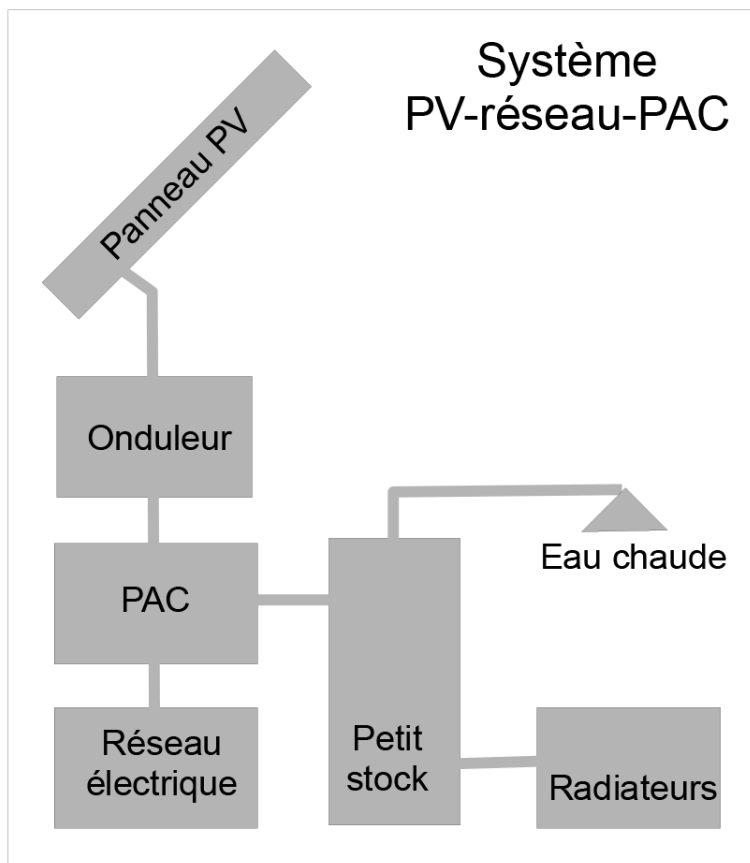 Système
PV-réseau-PAC
Panneau PV
Onduleur
PAC
Eau chaude
Réseau
électrique
Petit
stock
Radiateurs